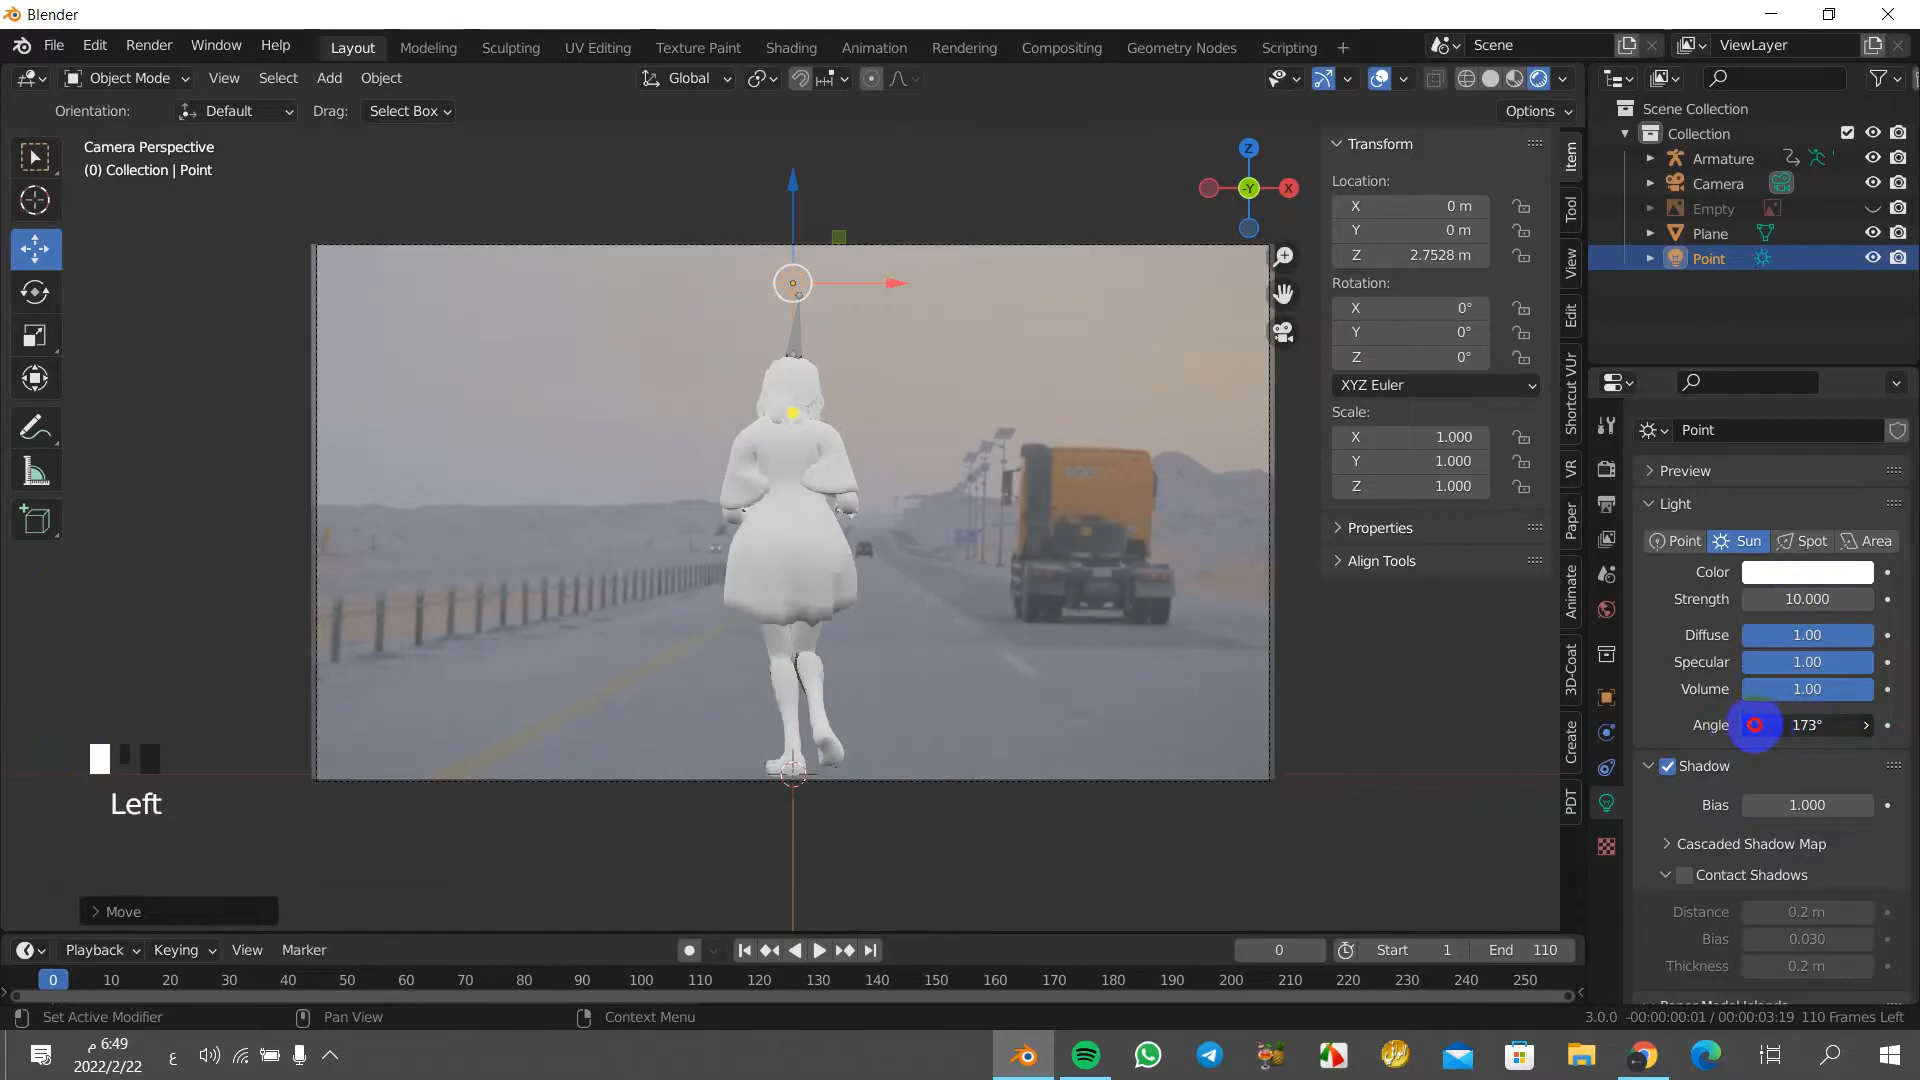 Blender
File Edit Render Window Help
Layout Modeling Sculpting UV Editing Texture Paint Shading Animation Rendering Compositing Geometry Nodes Scripting +
Scene
ViewLayer
Object Mode View Select Add Object
Global
Orientation: Default Drag: Select Box
Options
Camera Perspective
(0) Collection | Point
Z
-Y
X
Transform
Location:
X 0 m
Y 0 m
Z 2.7528 m
Rotation:
X 0°
Y 0°
Z 0°
XYZ Euler
Scale:
X 1.000
Y 1.000
Z 1.000
Properties
Align Tools
Item
Tool
View
Edit
Shortcut VUr
VR
Paper
Animate
3D-Coat
Create
PDT
Scene Collection
Collection
Armature
Camera
Empty
Plane
Point
Point
Preview
Light
Point Sun Spot Area
Color
Strength 10.000
Diffuse 1.00
Specular 1.00
Volume 1.00
Angle 173°
Shadow
Bias 1.000
Cascaded Shadow Map
Contact Shadows
Distance 0.2 m
Bias 0.030
Thickness 0.2 m
Left
Move
Playback Keying View Marker
0
Start 1
End 110
0 10 20 30 40 50 60 70 80 90 100 110 120 130 140 150 160 170 180 190 200 210 220 230 240 250
Set Active Modifier
Pan View
Context Menu
3.0.0 -00:00:00:01 / 00:00:03:19 110 Frames Left
6:49 م
2022/2/22
ع